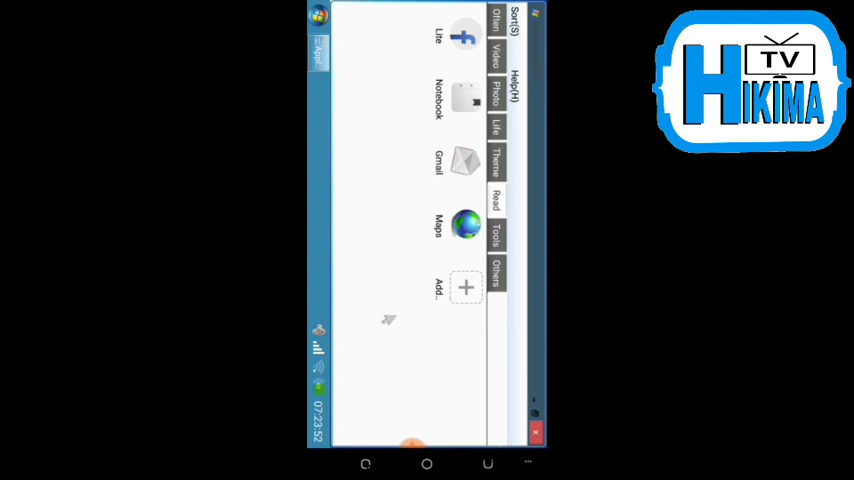 Sort(S) Help(H)
Often Video Photo Life Theme Read Tools Others
Lite Notebook Gmail Maps Add..
Appl
07:23:52
TV
HIKIMA